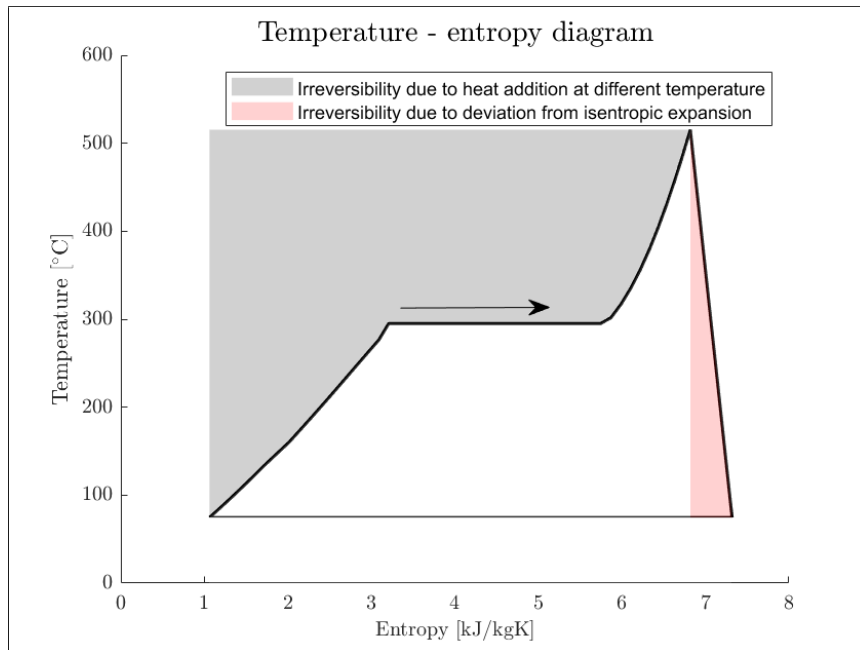 Temperature - entropy diagram
Irreversibility due to heat addition at different temperature
Irreversibility due to deviation from isentropic expansion
Temperature [°C]
600
500
400
300
200
100
0
0 1 2 3 4 5 6 7 8
Entropy [kJ/kgK]